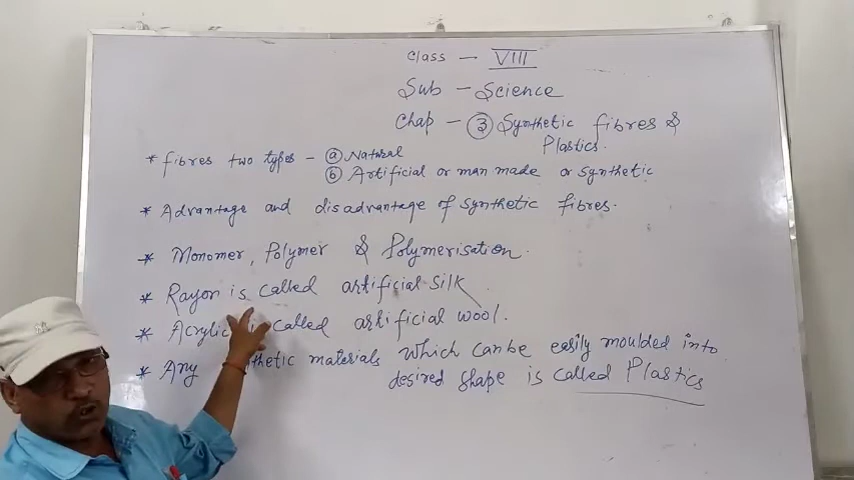 Class — VIII
Sub — Science
Chap — ③ Synthetic fibres &
Plastics.
* fibres two types — ⓐ Natural
ⓑ Artificial or man made or synthetic
* Advantage and disadvantage of synthetic fibres.
* Monomer, Polymer & Polymerisation.
* Rayon is called artificial silk
* Acrylic is called artificial wool.
* Any thetic materials which can be easily moulded into
desired shape is called Plastics